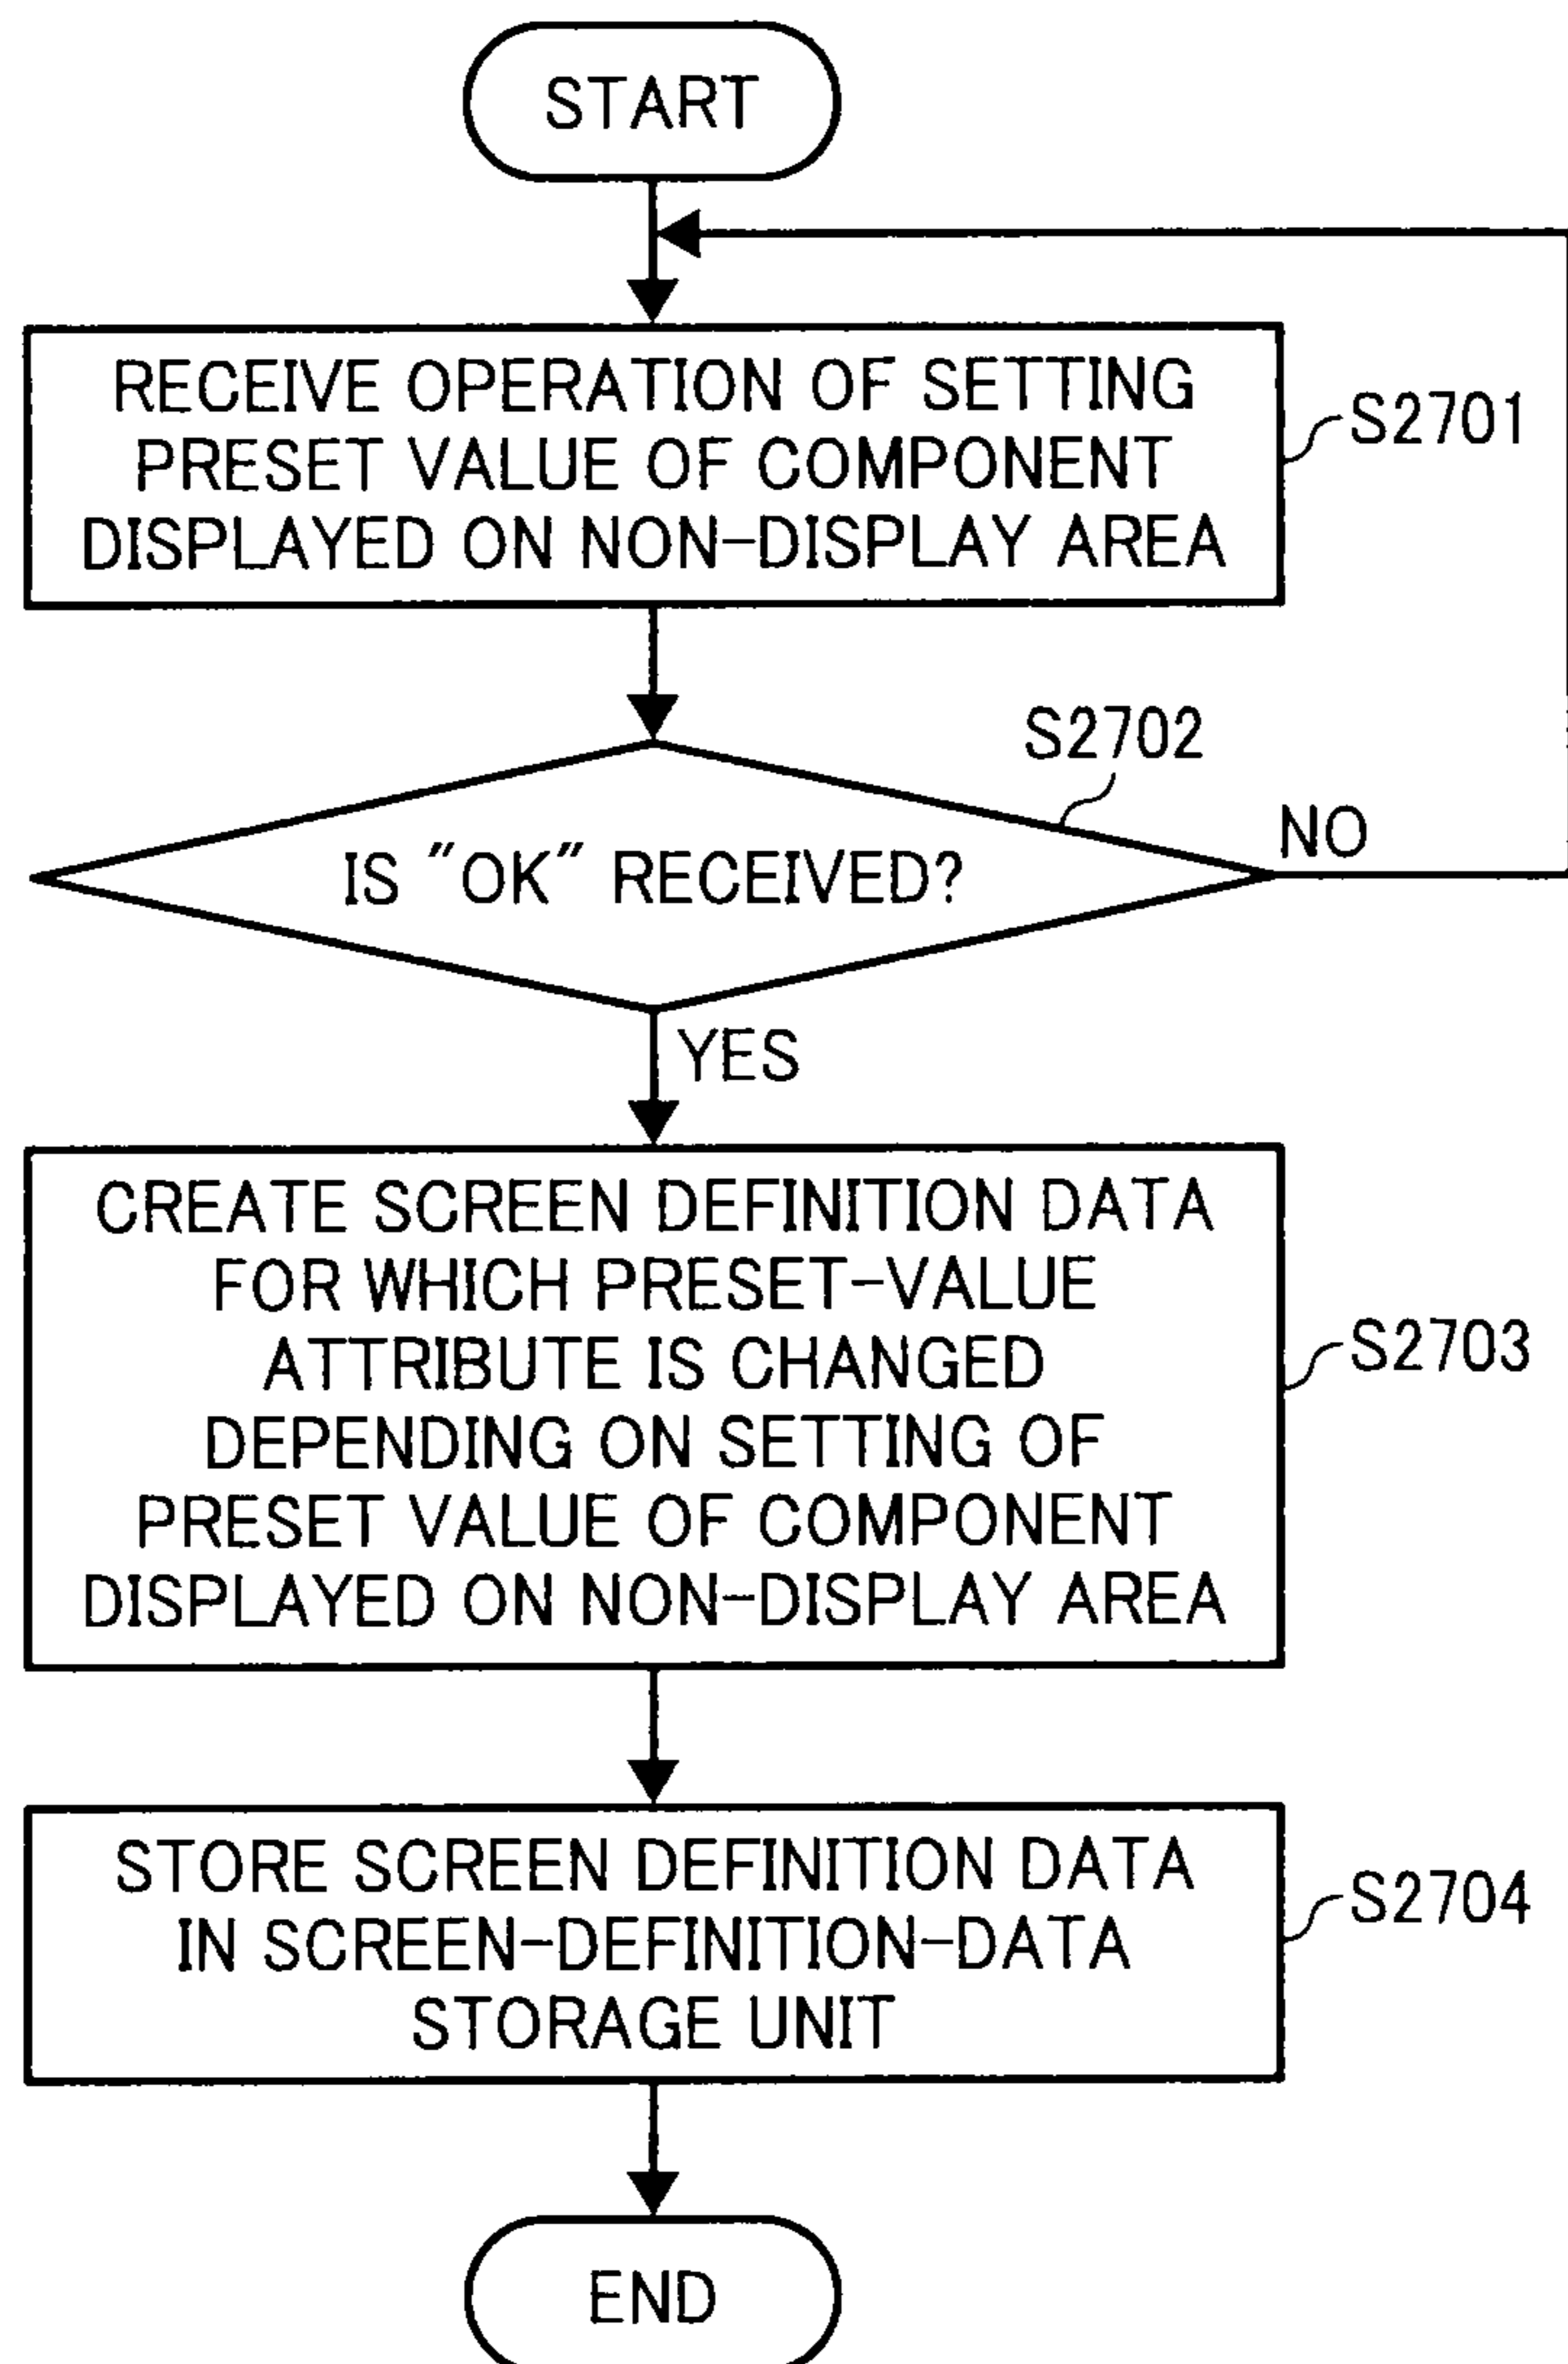 START
RECEIVE OPERATION OF SETTING
PRESET VALUE OF COMPONENT
DISPLAYED ON NON-DISPLAY AREA
S2701
S2702
IS "OK" RECEIVED?
NO
YES
CREATE SCREEN DEFINITION DATA
FOR WHICH PRESET-VALUE
ATTRIBUTE IS CHANGED
DEPENDING ON SETTING OF
PRESET VALUE OF COMPONENT
DISPLAYED ON NON-DISPLAY AREA
S2703
STORE SCREEN DEFINITION DATA
IN SCREEN-DEFINITION-DATA
STORAGE UNIT
S2704
END